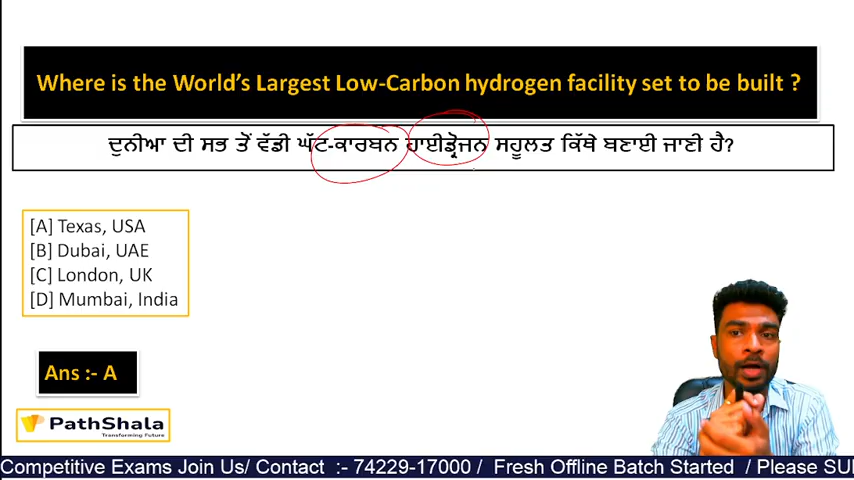 Where is the World's Largest Low-Carbon hydrogen facility set to be built ?
ਦੁਨੀਆ ਦੀ ਸਭ ਤੋਂ ਵੱਡੀ ਘੱਟ-ਕਾਰਬਨ ਹਾਈਡ੍ਰੋਜਨ ਸਹੂਲਤ ਕਿੱਥੇ ਬਣਾਈ ਜਾਣੀ ਹੈ?
[A] Texas, USA
[B] Dubai, UAE
[C] London, UK
[D] Mumbai, India
Ans :- A
PathShala
Transforming Future
Competitive Exams Join Us/ Contact :- 74229-17000 / Fresh Offline Batch Started / Please SUI